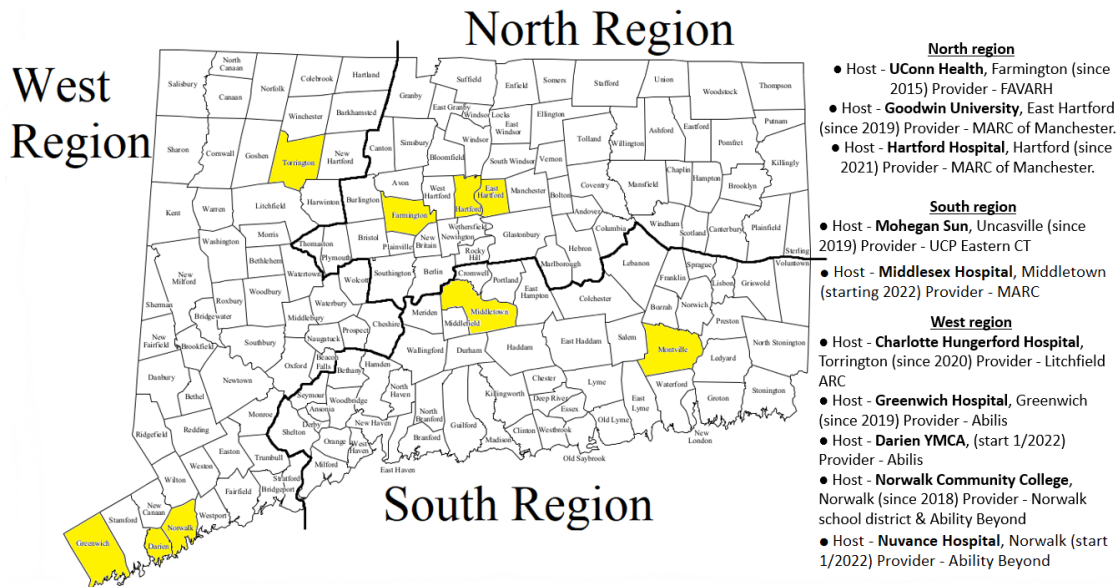 North Region
West
Region
South Region
Salisbury
North
Canaan
Canaan
Norfolk
Colebrook
Hartland
Winchester
Barkhamsted
Sharon
Cornwall
Goshen
Torrington
New
Hartford
Granby
Suffield
East Granby
Windsor Locks
Enfield
Somers
Stafford
Union
Woodstock
Thompson
East
Windsor
Ellington
Canton
Simsbury
Bloomfield
Windsor
South Windsor
Vernon
Tolland
Willington
Ashford
Eastford
Pomfret
Putnam
Killingly
Kent
Warren
Litchfield
Harwinton
Burlington
Avon
West
Hartford
Hartford
East
Hartford
Manchester
Bolton
Coventry
Mansfield
Chaplin
Hampton
Brooklyn
Farmington
Andover
Columbia
Windham
Scotland
Canterbury
Plainfield
Sterling
Voluntown
Washington
Morris
Bethlehem
Thomaston
Plymouth
Watertown
Bristol
Plainville
New
Britain
Newington
Wethersfield
Rocky
Hill
Glastonbury
Hebron
Marlborough
Lebanon
Franklin
Sprague
Lisbon
Griswold
New
Milford
Sherman
Roxbury
Bridgewater
Woodbury
Waterbury
Wolcott
Southington
Berlin
Cromwell
Portland
East
Hampton
Colchester
Bozrah
Norwich
Preston
North Stonington
Middlebury
Naugatuck
Prospect
Cheshire
Meriden
Middletown
Middlefield
New
Fairfield
Brookfield
Southbury
Oxford
Beacon
Falls
Bethany
Hamden
Wallingford
Durham
Haddam
East Haddam
Salem
Montville
Ledyard
Danbury
Bethel
Newtown
Monroe
Seymour
Ansonia
Derby
Woodbridge
North
Haven
Chester
Killingworth
Deep River
Essex
Lyme
East
Lyme
Waterford
Groton
Stonington
New
London
Ridgefield
Redding
Shelton
Orange
New Haven
West
Haven
North
Branford
Branford
Guilford
Madison
Clinton
Westbrook
Old Lyme
Old Saybrook
East Haven
Milford
Easton
Trumbull
Stratford
Bridgeport
Weston
Wilton
Fairfield
New
Canaan
Westport
Norwalk
Stamford
Darien
Greenwich
North region
● Host - UConn Health, Farmington (since
2015) Provider - FAVARH
● Host - Goodwin University, East Hartford
(since 2019) Provider - MARC of Manchester.
● Host - Hartford Hospital, Hartford (since
2021) Provider - MARC of Manchester.
South region
● Host - Mohegan Sun, Uncasville (since
2019) Provider - UCP Eastern CT
● Host - Middlesex Hospital, Middletown
(starting 2022) Provider - MARC
West region
● Host - Charlotte Hungerford Hospital,
Torrington (since 2020) Provider - Litchfield
ARC
● Host - Greenwich Hospital, Greenwich
(since 2019) Provider - Abilis
● Host - Darien YMCA, (start 1/2022)
Provider - Abilis
● Host - Norwalk Community College,
Norwalk (since 2018) Provider - Norwalk
school district & Ability Beyond
● Host - Nuvance Hospital, Norwalk (start
1/2022) Provider - Ability Beyond